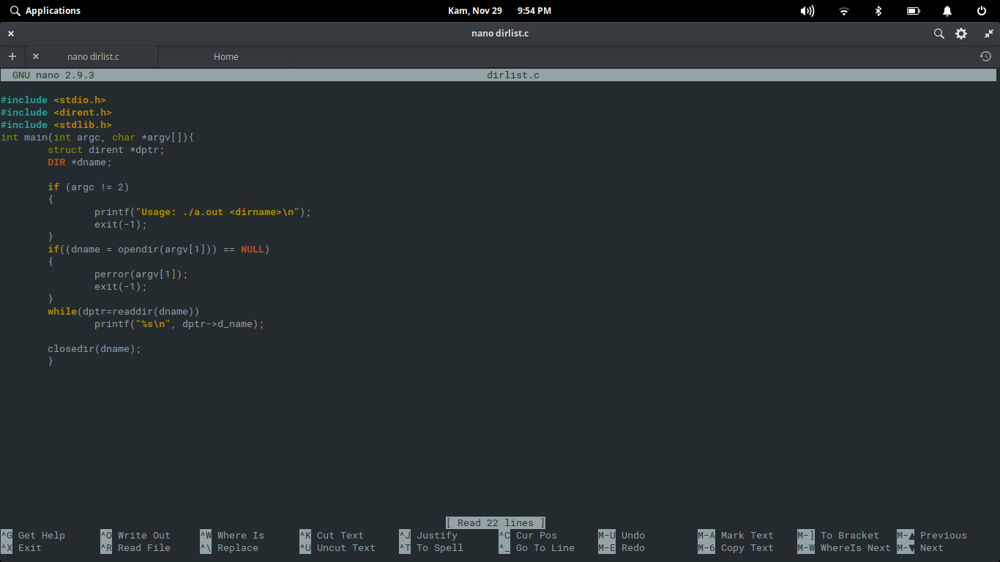 Applications Kam, Nov 29 9:54 PM
nano dirlist.c
nano dirlist.c Home
GNU nano 2.9.3 dirlist.c
#include <stdio.h>
#include <dirent.h>
#include <stdlib.h>
int main(int argc, char *argv[]){
struct dirent *dptr;
DIR *dname;
if (argc != 2)
{
printf("Usage: ./a.out <dirname>\n");
exit(-1);
}
if((dname = opendir(argv[1])) == NULL)
{
perror(argv[1]);
exit(-1);
}
while(dptr=readdir(dname))
printf("%s\n", dptr->d_name);
closedir(dname);
}
[ Read 22 lines ]
^G Get Help ^O Write Out ^W Where Is ^K Cut Text ^J Justify ^C Cur Pos M-U Undo M-A Mark Text M-] To Bracket M-▲ Previous
^X Exit ^R Read File ^\ Replace ^U Uncut Text ^T To Spell ^_ Go To Line M-E Redo M-6 Copy Text M-W WhereIs Next M-▼ Next